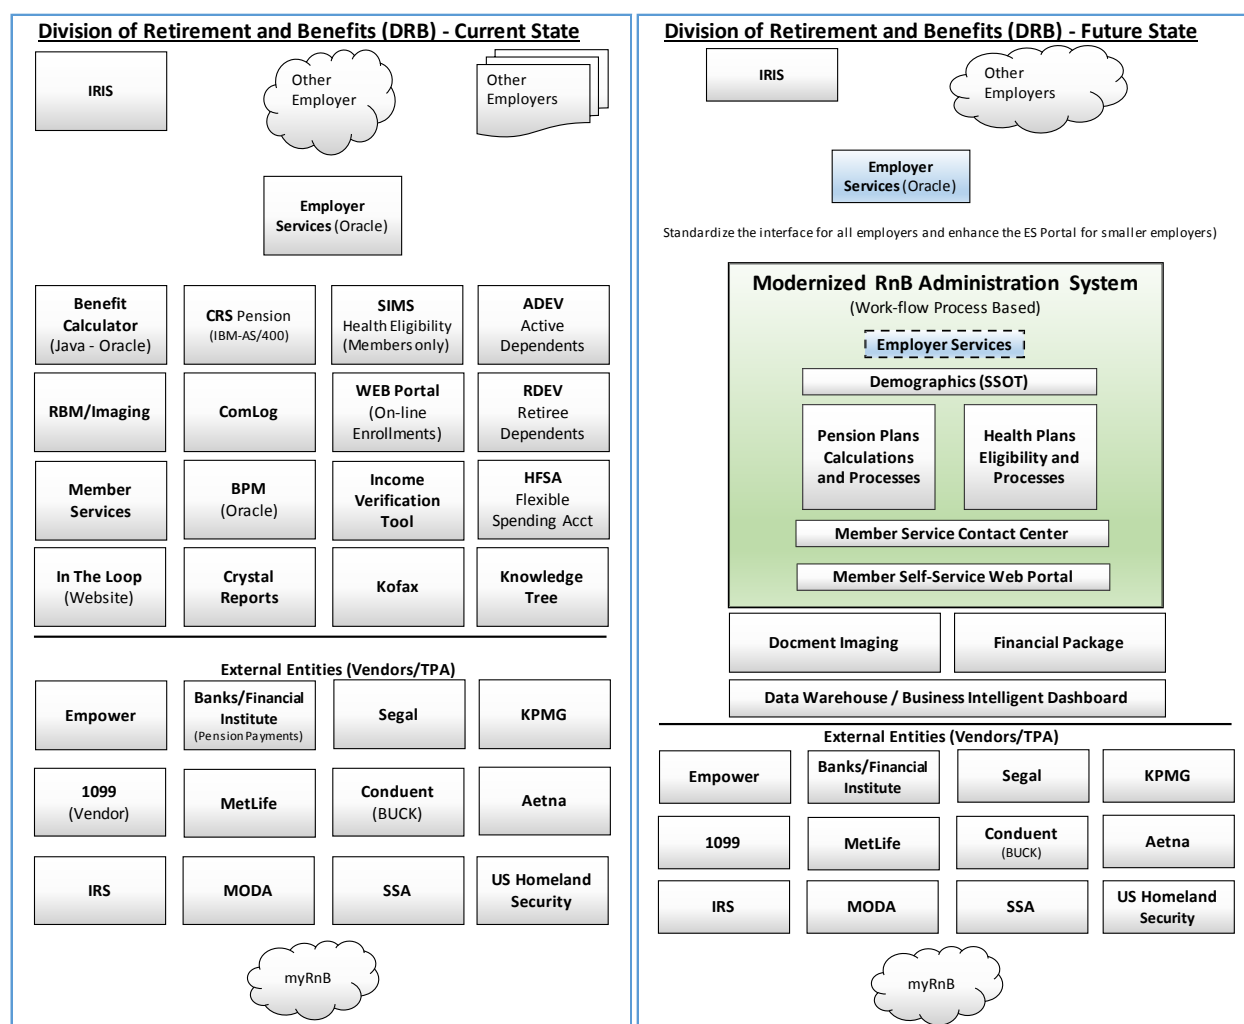 Division of Retirement and Benefits (DRB) - Current State
IRIS
Other
Employer
Other
Employers
Employer
Services (Oracle)
Benefit
Calculator
(Java - Oracle)
CRS Pension
(IBM-AS/400)
SIMS
Health Eligibility
(Members only)
ADEV
Active
Dependents
RBM/Imaging
ComLog
WEB Portal
(On-line
Enrollments)
RDEV
Retiree
Dependents
Member
Services
BPM
(Oracle)
Income
Verification
Tool
HFSA
Flexible
Spending Acct
In The Loop
(Website)
Crystal
Reports
Kofax
Knowledge
Tree
External Entities (Vendors/TPA)
Empower
Banks/Financial
Institute
(Pension Payments)
Segal
KPMG
1099
(Vendor)
MetLife
Conduent
(BUCK)
Aetna
IRS
MODA
SSA
US Homeland
Security
myRnB
Division of Retirement and Benefits (DRB) - Future State
IRIS
Other
Employers
Employer
Services (Oracle)
Standardize the interface for all employers and enhance the ES Portal for smaller employers)
Modernized RnB Administration System
(Work-flow Process Based)
Employer Services
Demographics (SSOT)
Pension Plans
Calculations
and Processes
Health Plans
Eligibility and
Processes
Member Service Contact Center
Member Self-Service Web Portal
Docment Imaging
Financial Package
Data Warehouse / Business Intelligent Dashboard
External Entities (Vendors/TPA)
Empower
Banks/Financial
Institute
Segal
KPMG
1099
MetLife
Conduent
(BUCK)
Aetna
IRS
MODA
SSA
US Homeland
Security
myRnB